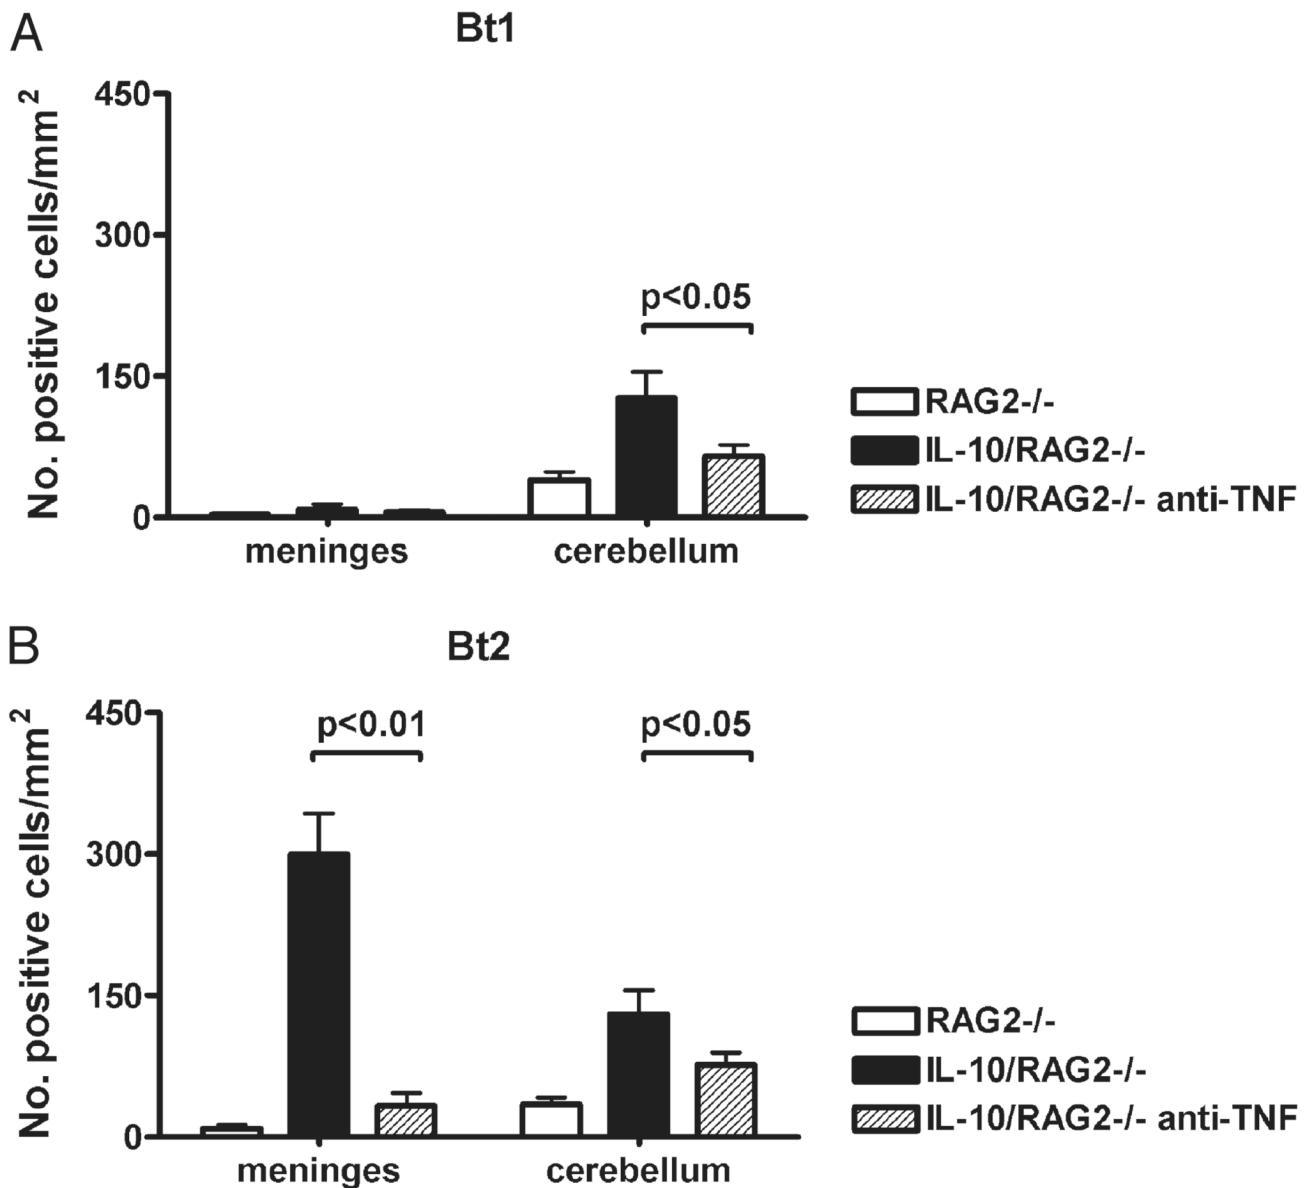 A
Bt1
No. positive cells/mm²
450
300
150
0
p<0.05
meninges
cerebellum
RAG2-/-
IL-10/RAG2-/-
IL-10/RAG2-/- anti-TNF
B
Bt2
No. positive cells/mm²
450
300
150
0
p<0.01
p<0.05
meninges
cerebellum
RAG2-/-
IL-10/RAG2-/-
IL-10/RAG2-/- anti-TNF